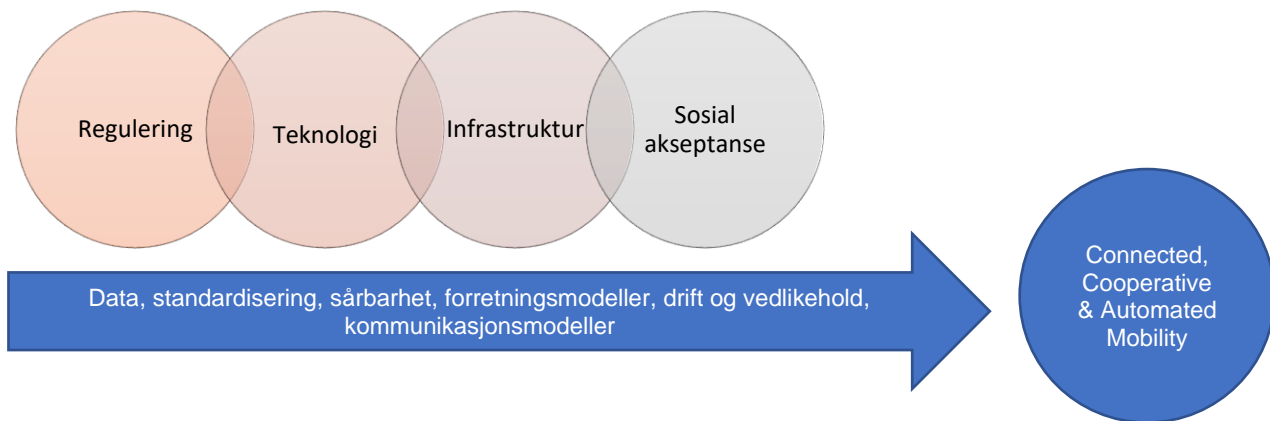 Regulering
Teknologi
Infrastruktur
Sosial
akseptanse
Data, standardisering, sårbarhet, forretningsmodeller, drift og vedlikehold,
kommunikasjonsmodeller
Connected,
Cooperative
& Automated
Mobility